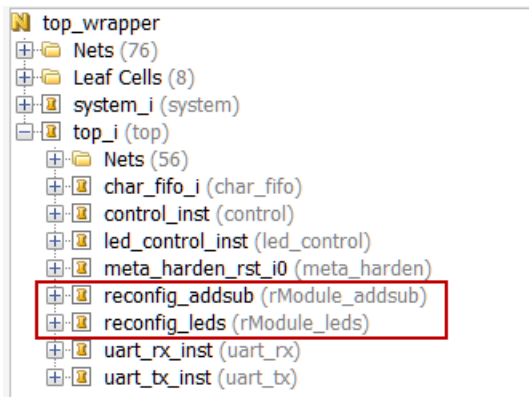 top_wrapper
Nets (76)
Leaf Cells (8)
system_i (system)
top_i (top)
Nets (56)
char_fifo_i (char_fifo)
control_inst (control)
led_control_inst (led_control)
meta_harden_rst_i0 (meta_harden)
reconfig_addsub (rModule_addsub)
reconfig_leds (rModule_leds)
uart_rx_inst (uart_rx)
uart_tx_inst (uart_tx)